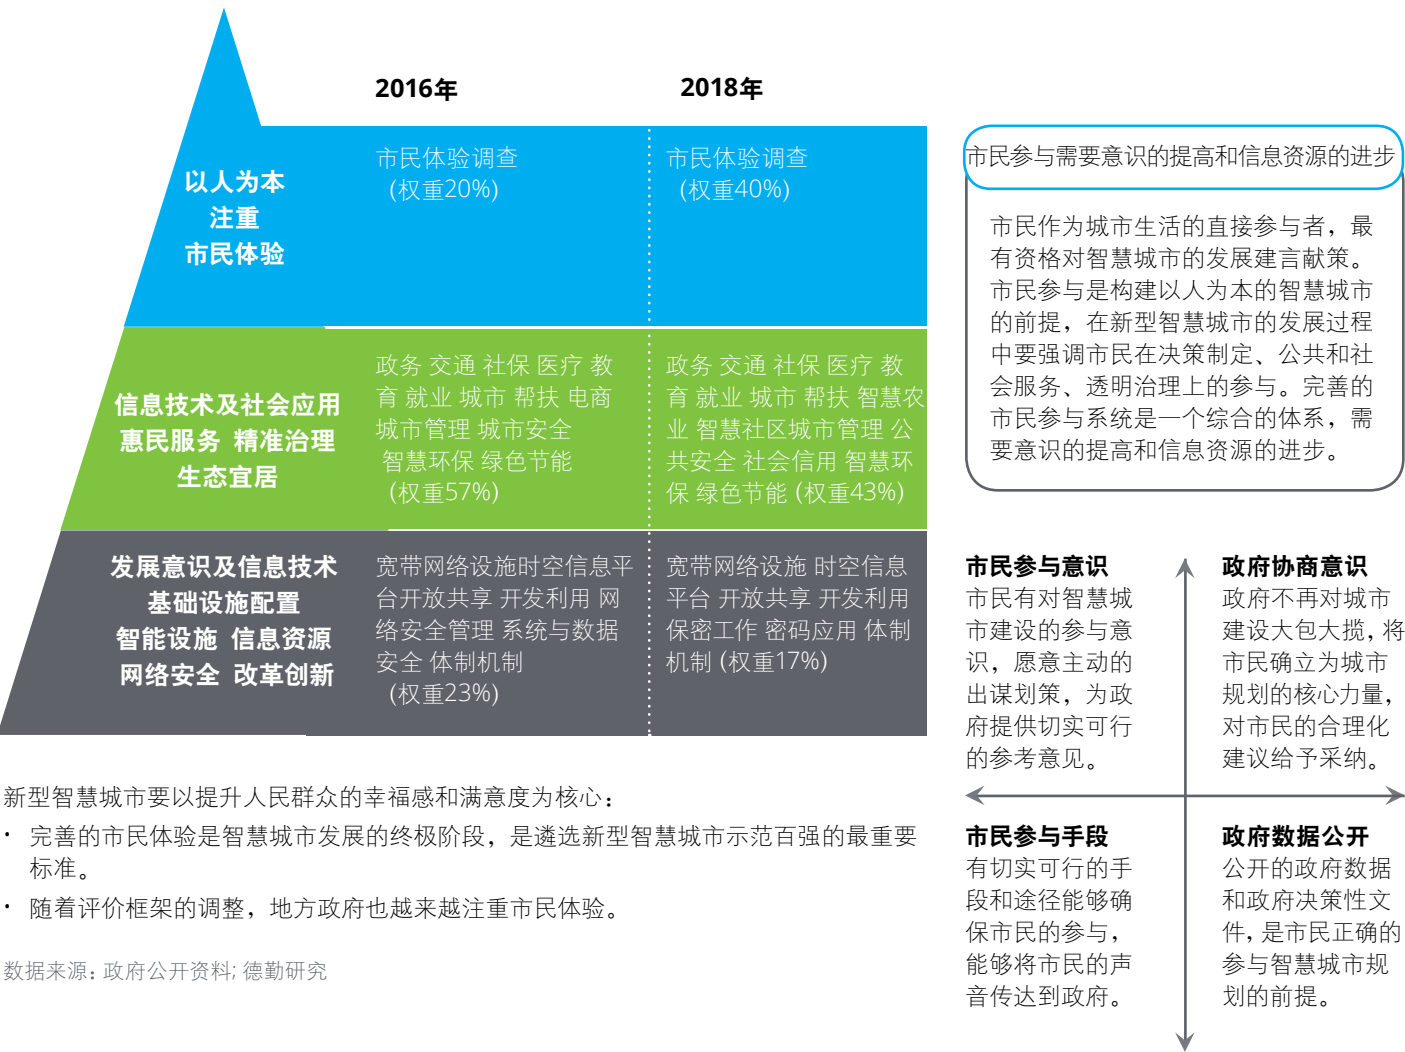 2016年
2018年
以人为本
注重
市民体验
市民体验调查
(权重20%)
市民体验调查
(权重40%)
信息技术及社会应用
惠民服务 精准治理
生态宜居
政务 交通 社保 医疗 教
育 就业 城市 帮扶 电商
城市管理 城市安全
智慧环保 绿色节能
(权重57%)
政务 交通 社保 医疗 教
育 就业 城市 帮扶 智慧农
业 智慧社区城市管理 公
共安全 社会信用 智慧环
保 绿色节能 (权重43%)
发展意识及信息技术
基础设施配置
智能设施 信息资源
网络安全 改革创新
宽带网络设施时空信息平
台开放共享 开发利用 网
络安全管理 系统与数据
安全 体制机制
(权重23%)
宽带网络设施 时空信息
平台 开放共享 开发利用
保密工作 密码应用 体制
机制 (权重17%)
新型智慧城市要以提升人民群众的幸福感和满意度为核心：
· 完善的市民体验是智慧城市发展的终极阶段，是遴选新型智慧城市示范百强的最重要
标准。
· 随着评价框架的调整，地方政府也越来越注重市民体验。
数据来源：政府公开资料; 德勤研究
市民参与需要意识的提高和信息资源的进步
市民作为城市生活的直接参与者，最
有资格对智慧城市的发展建言献策。
市民参与是构建以人为本的智慧城市
的前提，在新型智慧城市的发展过程
中要强调市民在决策制定、公共和社
会服务、透明治理上的参与。完善的
市民参与系统是一个综合的体系，需
要意识的提高和信息资源的进步。
市民参与意识
市民有对智慧城
市建设的参与意
识，愿意主动的
出谋划策，为政
府提供切实可行
的参考意见。
政府协商意识
政府不再对城市
建设大包大揽，将
市民确立为城市
规划的核心力量，
对市民的合理化
建议给予采纳。
市民参与手段
有切实可行的手
段和途径能够确
保市民的参与，
能够将市民的声
音传达到政府。
政府数据公开
公开的政府数据
和政府决策性文
件，是市民正确的
参与智慧城市规
划的前提。